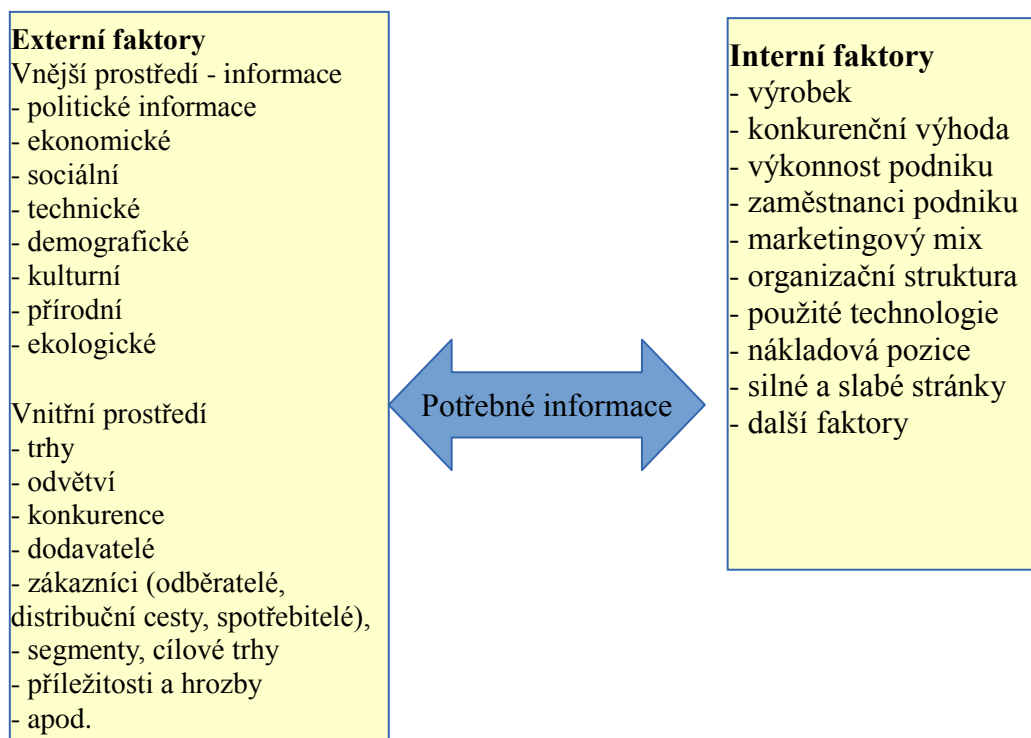 Externí faktory
Vnější prostředí - informace
- politické informace
- ekonomické
- sociální
- technické
- demografické
- kulturní
- přírodní
- ekologické
Vnitřní prostředí
- trhy
- odvětví
- konkurence
- dodavatelé
- zákazníci (odběratelé,
distribuční cesty, spotřebitelé),
- segmenty, cílové trhy
- příležitosti a hrozby
- apod.
Potřebné informace
Interní faktory
- výrobek
- konkurenční výhoda
- výkonnost podniku
- zaměstnanci podniku
- marketingový mix
- organizační struktura
- použité technologie
- nákladová pozice
- silné a slabé stránky
- další faktory